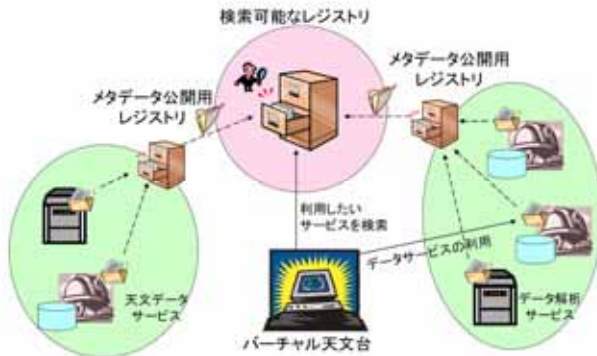 検索可能なレジストリ
メタデータ公開用
レジストリ
メタデータ公開用
レジストリ
利用したい
サービスを検索
データサービスの利用
天文データ
サービス
データ解析
サービス
バーチャル天文台